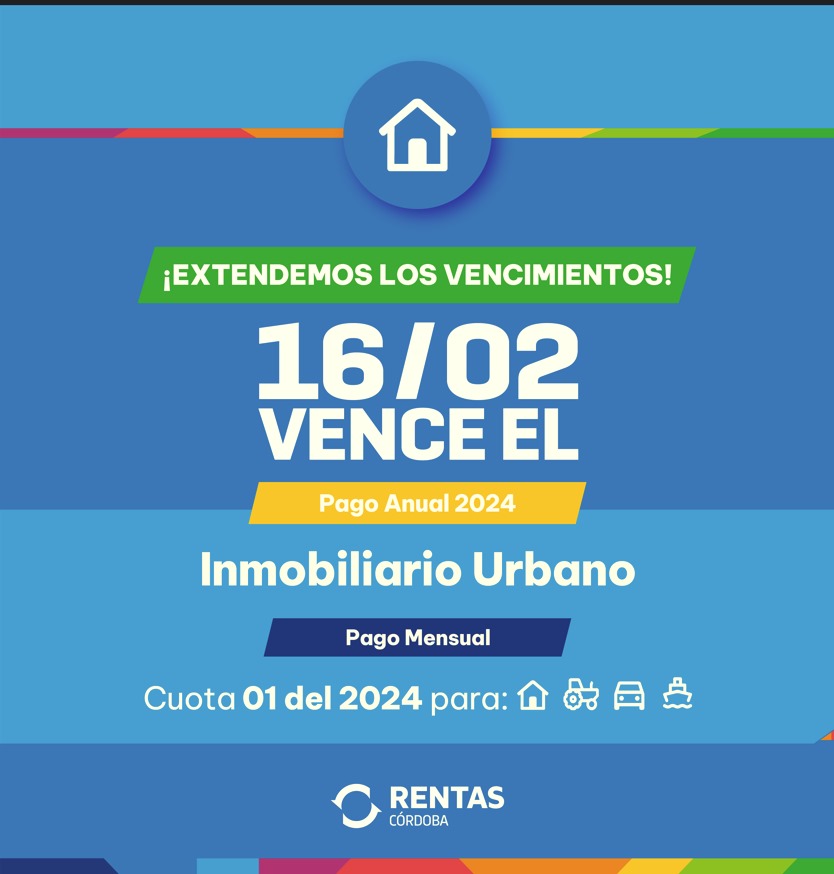 ¡EXTENDEMOS LOS VENCIMIENTOS!
16/02
VENCE EL
Pago Anual 2024
Inmobiliario Urbano
Pago Mensual
Cuota 01 del 2024 para:
RENTAS
CÓRDOBA